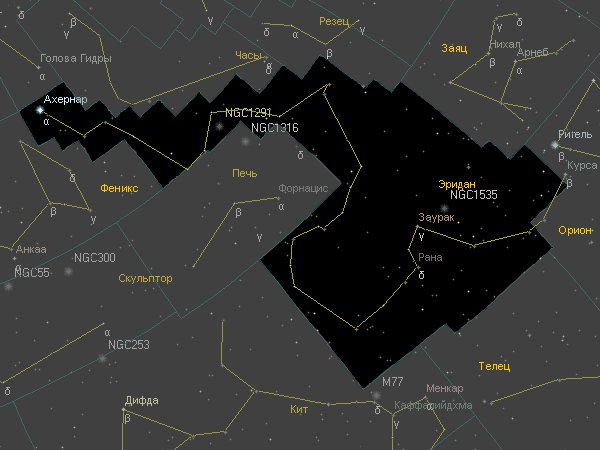 δ
δ
β
γ
Резец
γ
α
Голова Гидры
α
Часы
δ
α
β
γ
δ
Заяц
Нихал
β
Арнеб
α
Ахернар
α
NGC1291
NGC1316
Ригель
β
δ
Курса
β
Феникс
δ
Печь
Форнацис
α
Эридан
NGC1535
β
γ
β
Заурак
γ
Орион
γ
Анкаа
α
NGC300
NGC55
Скульптор
Рана
δ
α
NGC253
δ
Телец
Дифда
β
Кит
M77
δ
Менкар
α
Каффалийдхма
γ